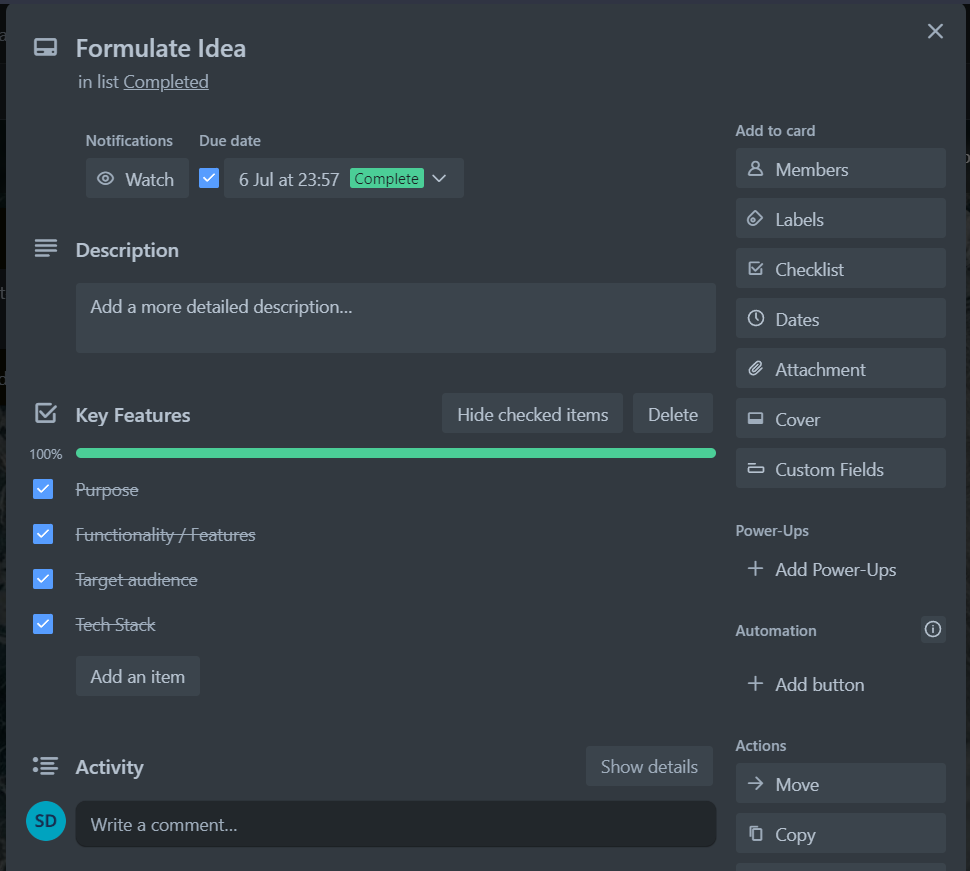 Formulate Idea
in list Completed
Notifications
Due date
Watch
6 Jul at 23:57 Complete
Description
Add a more detailed description...
Key Features
Hide checked items
Delete
100%
Purpose
Functionality / Features
Target audience
Tech Stack
Add an item
Activity
Show details
SD
Write a comment...
Add to card
Members
Labels
Checklist
Dates
Attachment
Cover
Custom Fields
Power-Ups
Add Power-Ups
Automation
Add button
Actions
Move
Copy